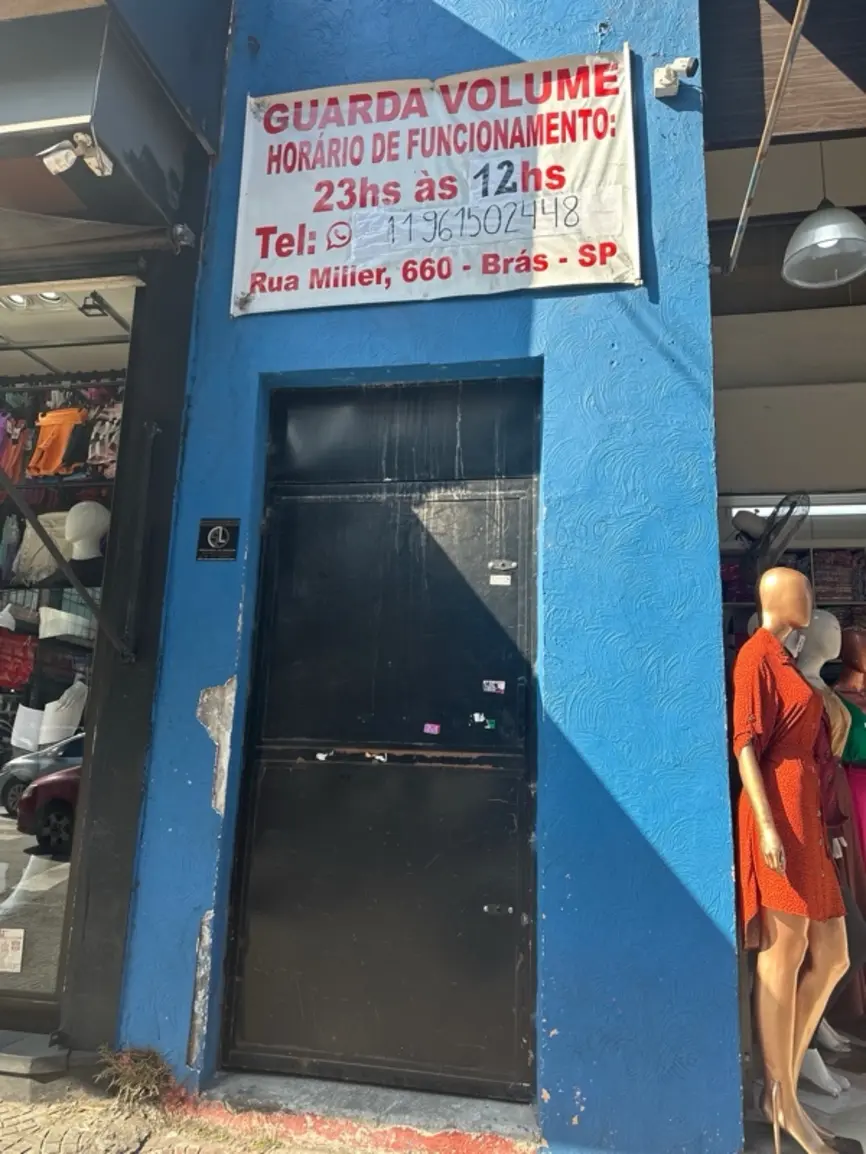 GUARDA VOLUME
HORÁRIO DE FUNCIONAMENTO:
23hs às 12hs
Tel: 11961502448
Rua Miller, 660 - Brás - SP